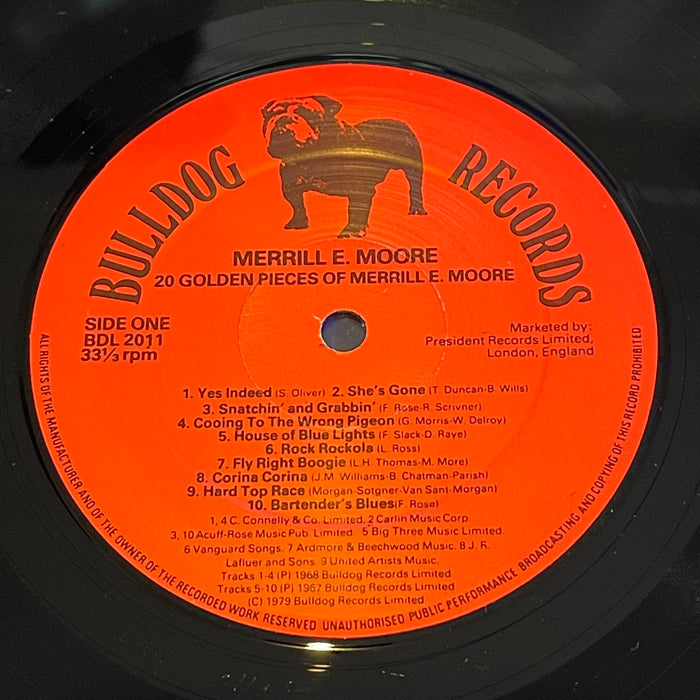 BULLDOG RECORDS
MERRILL E. MOORE
20 GOLDEN PIECES OF MERRILL E. MOORE
SIDE ONE
BDL 2011
33⅓ rpm
Marketed by:
President Records Limited,
London, England
1. Yes Indeed (S. Oliver) 2. She's Gone (T. Duncan-B. Wills)
3. Snatchin' and Grabbin' (F. Rose-R. Scrivner)
4. Cooing To The Wrong Pigeon (G. Morris-W. Delroy)
5. House of Blue Lights (F. Slack-D. Raye)
6. Rock Rockola (L. Ross)
7. Fly Right Boogie (L.H. Thomas-M. More)
8. Corina Corina (J.M. Williams-B. Chatman-Parish)
9. Hard Top Race (Morgan-Sotgner-Van Sant-Morgan)
10. Bartender's Blues (F. Rose)
1, 4 C. Connelly & Co. Limited. 2 Carlin Music Corp.
3, 10 Acuff-Rose Music Pub. Limited. 5 Big Three Music Limited.
6 Vanguard Songs. 7 Ardmore & Beechwood Music. 8 J. R.
Lafluer and Sons 9 United Artists Music.
Tracks 1-4 (P) 1968 Bulldog Records Limited
Tracks 5-10 (P) 1967 Bulldog Records Limited
(C) 1979 Bulldog Records Limited
ALL RIGHTS OF THE MANUFACTURER AND OF THE OWNER OF THE RECORDED WORK RESERVED UNAUTHORISED PUBLIC PERFORMANCE BROADCASTING AND COPYING OF THIS RECORD PROHIBITED